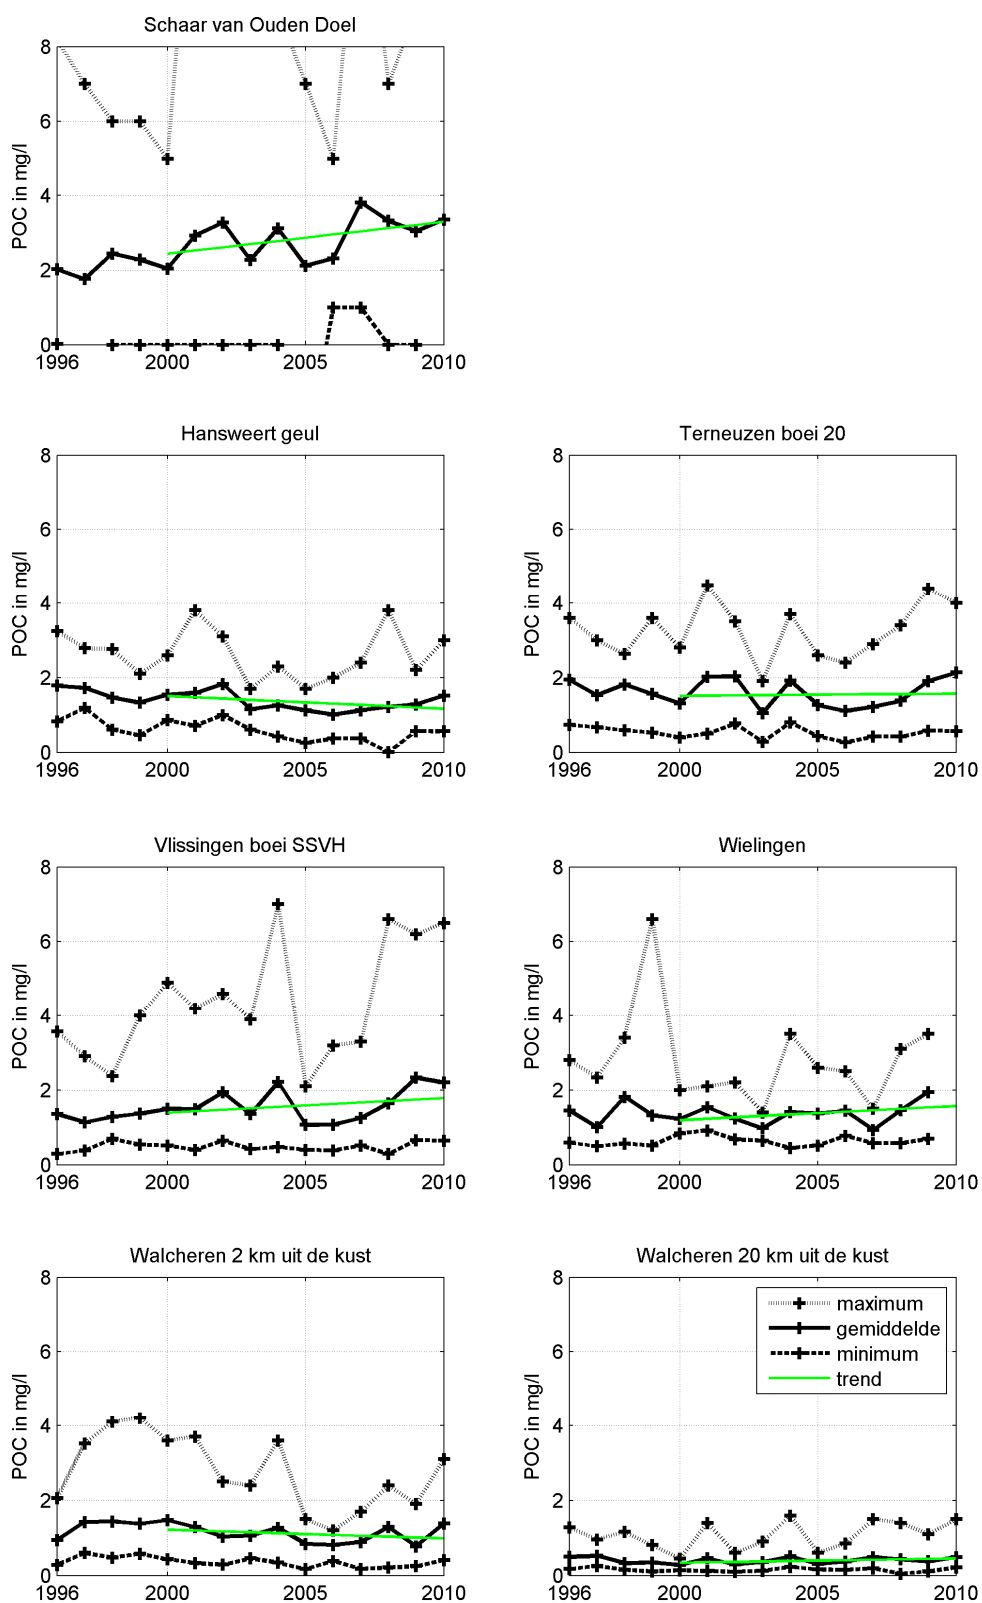 Schaar van Ouden Doel
8
6
4
2
0
POC in mg/l
1996 2000 2005 2010
Hansweert geul
8
6
4
2
0
POC in mg/l
1996 2000 2005 2010
Terneuzen boei 20
8
6
4
2
0
POC in mg/l
1996 2000 2005 2010
Vlissingen boei SSVH
8
6
4
2
0
POC in mg/l
1996 2000 2005 2010
Wielingen
8
6
4
2
0
POC in mg/l
1996 2000 2005 2010
Walcheren 2 km uit de kust
8
6
4
2
0
POC in mg/l
1996 2000 2005 2010
Walcheren 20 km uit de kust
8
6
4
2
0
POC in mg/l
1996 2000 2005 2010
maximum
gemiddelde
minimum
trend